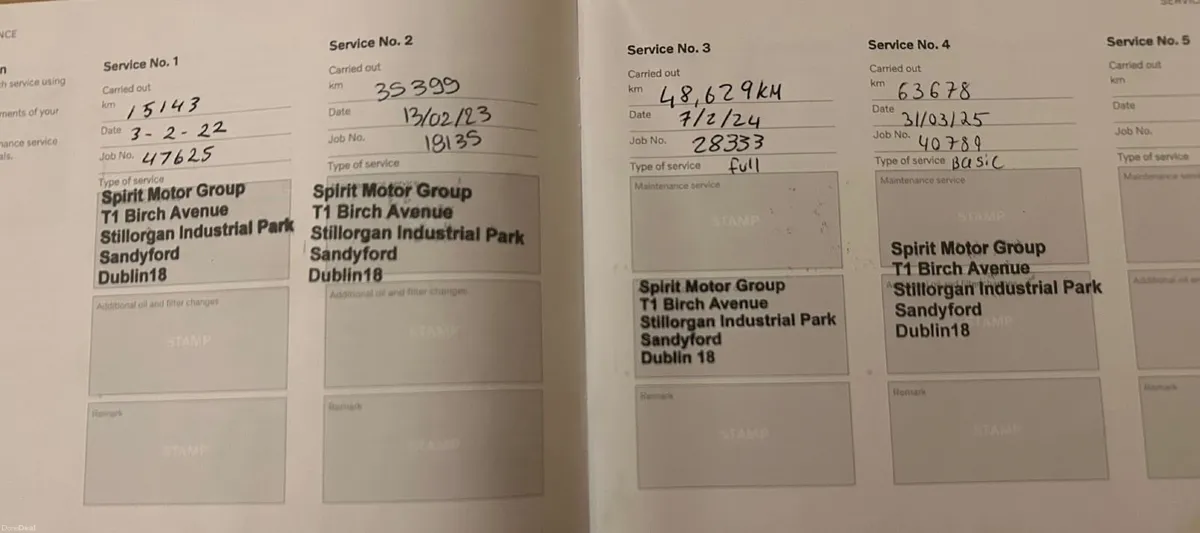 NCE
n
h service using
ments of your
nance service
als.
Service No. 1
Carried out
km 15143
Date 3-2-22
Job No. 47625
Type of service
Spirit Motor Group
T1 Birch Avenue
Stillorgan Industrial Park
Sandyford
Dublin18
Additional oil and filter changes
STAMP
Remark
STAMP
Service No. 2
Carried out
km 35399
Date 13/02/23
Job No. 18135
Type of service
Spirit Motor Group
T1 Birch Avenue
Stillorgan Industrial Park
Sandyford
Dublin18
Additional oil and filter changes
STAMP
Remark
STAMP
Service No. 3
Carried out
km 48,629KM
Date 7/2/24
Job No. 28333
Type of service full
Maintenance service
STAMP
Spirit Motor Group
T1 Birch Avenue
Stillorgan Industrial Park
Sandyford
Dublin 18
Remark
STAMP
Service No. 4
Carried out
km 63678
Date 31/03/25
Job No. 40789
Type of service Basic
Maintenance service
STAMP
Spirit Motor Group
T1 Birch Avenue
Stillorgan Industrial Park
Sandyford
Dublin18
STAMP
Remark
STAMP
Service No. 5
Carried out
km
Date
Job No.
Type of service
Maintenance serv
Additional oil an
Remark
DoneDeal